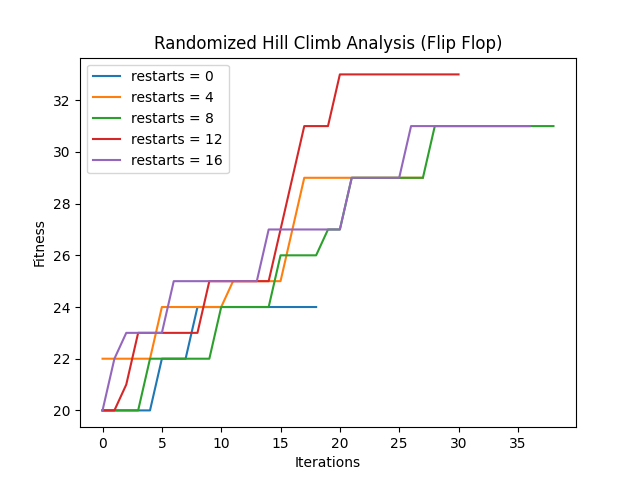 Randomized Hill Climb Analysis (Flip Flop)
restarts = 0
restarts = 4
restarts = 8
restarts = 12
restarts = 16
Fitness
32
30
28
26
24
22
20
0 5 10 15 20 25 30 35
Iterations